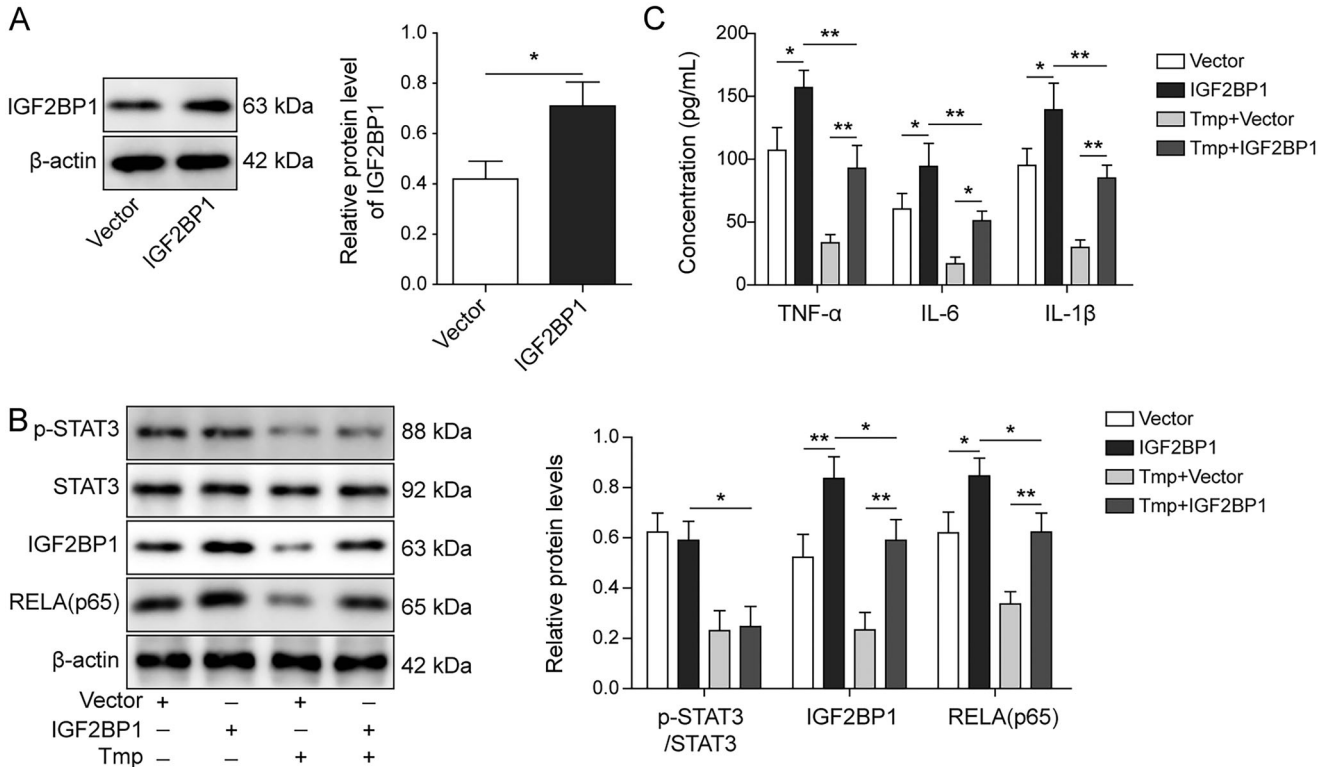 A
IGF2BP1
63 kDa
β-actin
42 kDa
Vector
IGF2BP1
Relative protein level
of IGF2BP1
1.0
0.8
0.6
0.4
0.2
0.0
*
Vector
IGF2BP1
C
Concentration (pg/mL)
200
150
100
50
0
* ** **
* ** *
* ** **
TNF-α
IL-6
IL-1β
Vector
IGF2BP1
Tmp+Vector
Tmp+IGF2BP1
B
p-STAT3
88 kDa
STAT3
92 kDa
IGF2BP1
63 kDa
RELA(p65)
65 kDa
β-actin
42 kDa
Vector + – + –
IGF2BP1 – + – +
Tmp – – + +
Relative protein levels
1.0
0.8
0.6
0.4
0.2
0.0
*
** * **
* * **
p-STAT3
/STAT3
IGF2BP1
RELA(p65)
Vector
IGF2BP1
Tmp+Vector
Tmp+IGF2BP1